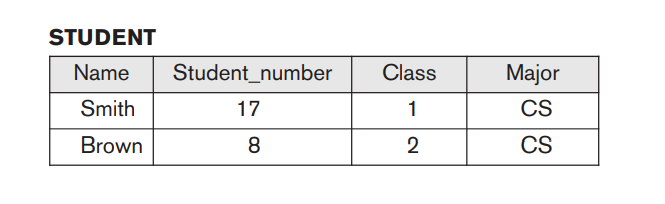 STUDENT
Name Student_number Class Major
Smith 17 1 CS
Brown 8 2 CS